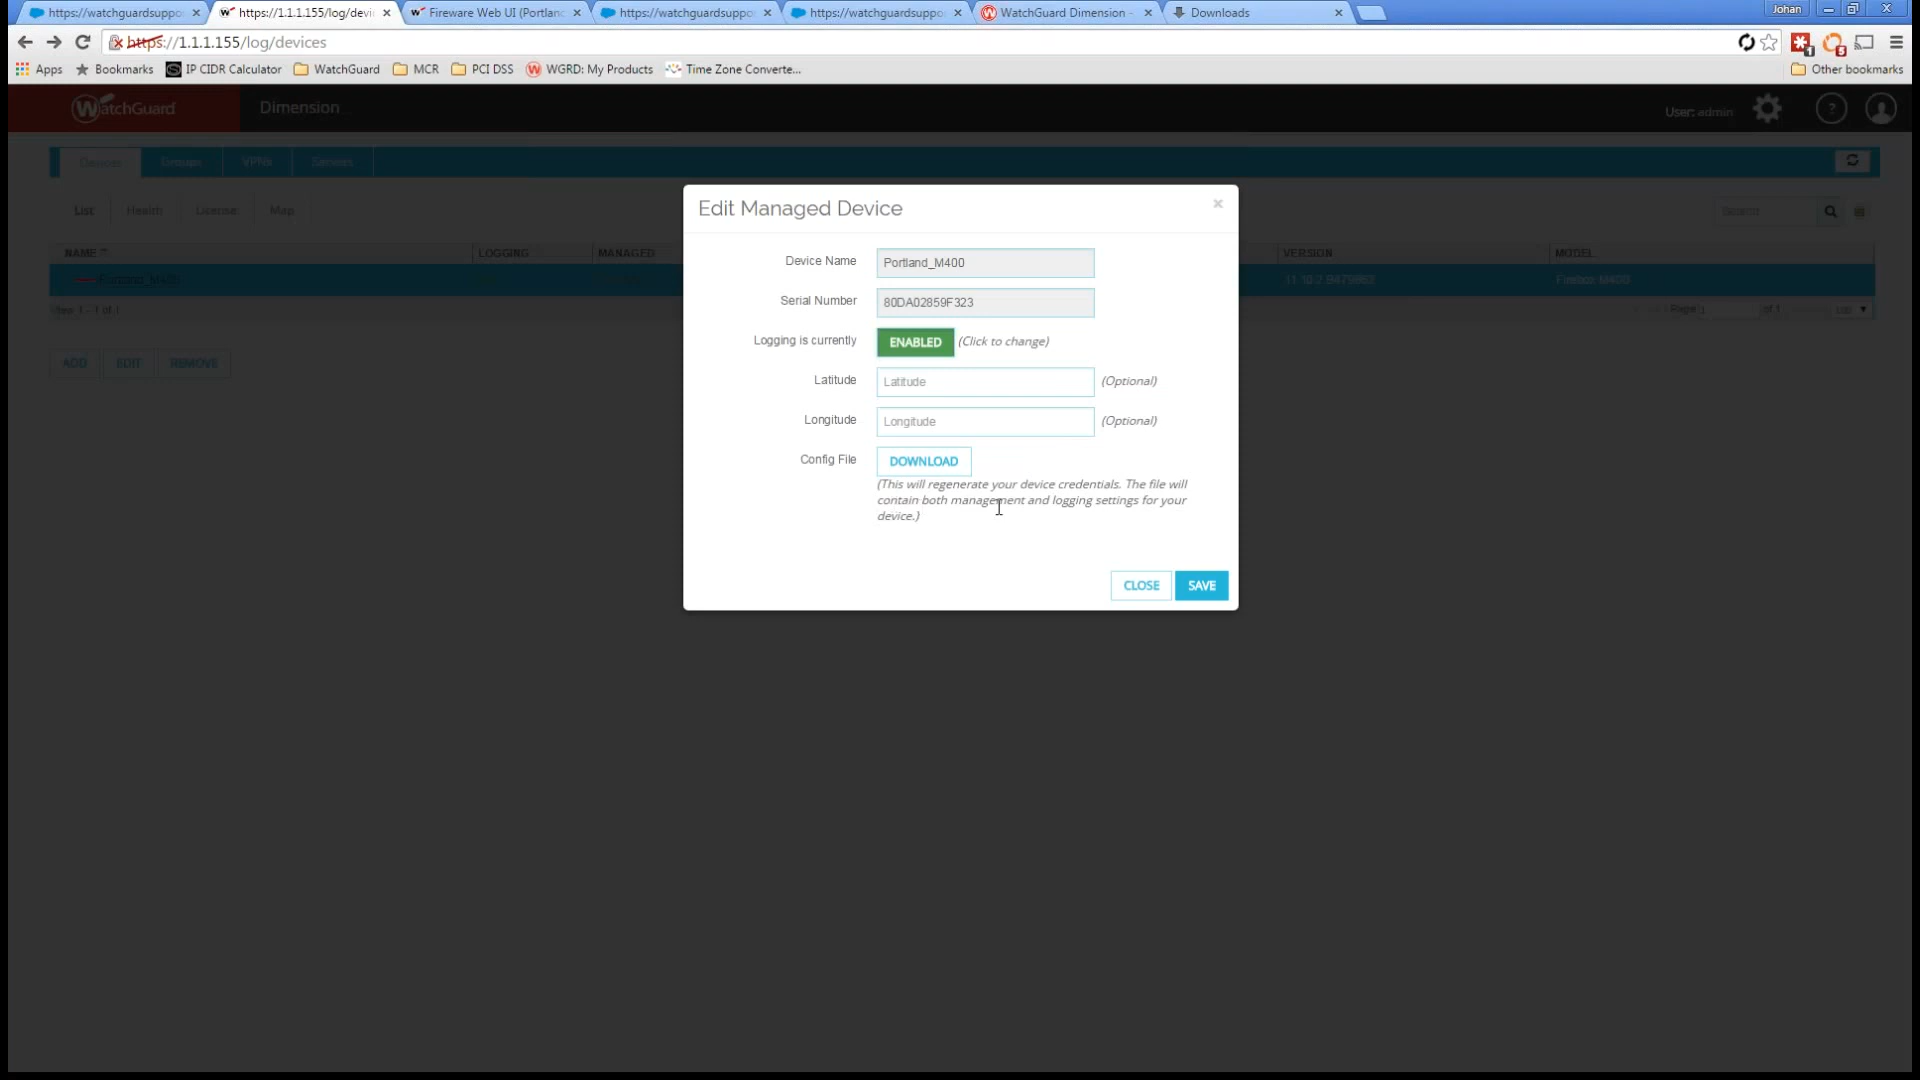 https://watchguardsuppo
https://1.1.1.155/log/devi
Fireware Web UI (Portlan
https://watchguardsuppo
https://watchguardsuppo
WatchGuard Dimension -
Downloads
Johan
https://1.1.1.155/log/devices
Apps
Bookmarks
IP CIDR Calculator
WatchGuard
MCR
PCI DSS
WGRD: My Products
Time Zone Converte...
Other bookmarks
WatchGuard
Dimension
User: admin
Devices
Groups
VPNs
Servers
List
Health
License
Map
Search
NAME
LOGGING
MANAGED
VERSION
MODEL
Portland_M400
11.10.2.B479862
Firebox M400
View 1 - 1 of 1
Page 1 of 1
100
ADD
EDIT
REMOVE
Edit Managed Device
Device Name
Portland_M400
Serial Number
80DA02859F323
Logging is currently
ENABLED (Click to change)
Latitude
Latitude
(Optional)
Longitude
Longitude
(Optional)
Config File
DOWNLOAD
(This will regenerate your device credentials. The file will
contain both management and logging settings for your
device.)
CLOSE
SAVE